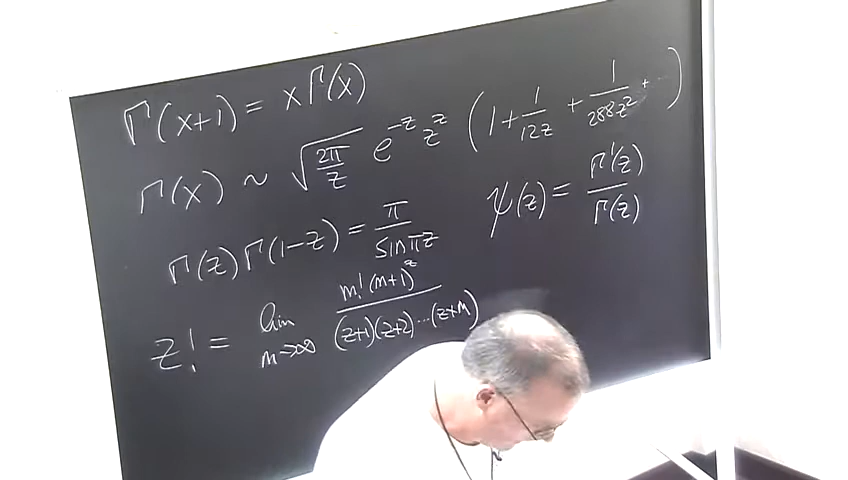 Γ(x+1) = xΓ(x)
Γ(x) ~ √(2π/z) e^{-z} z^z (1 + 1/(12z) + 1/(288z²) + ...)
Γ(z)Γ(1-z) = π/(sin πz)
ψ(z) = Γ'(z)/Γ(z)
z! = lim_{m→∞} m!(m+1)^z/((z+1)(z+2)...(z+m))